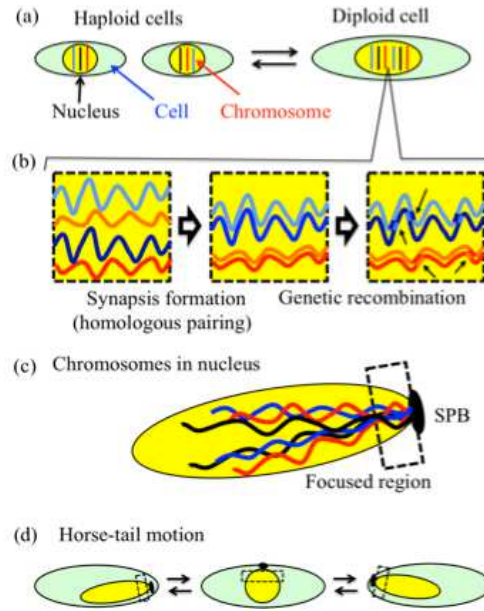 (a) Haploid cells Diploid cell
Nucleus Cell Chromosome
(b)
Synapsis formation Genetic recombination
(homologous pairing)
(c) Chromosomes in nucleus
SPB
Focused region
(d) Horse-tail motion